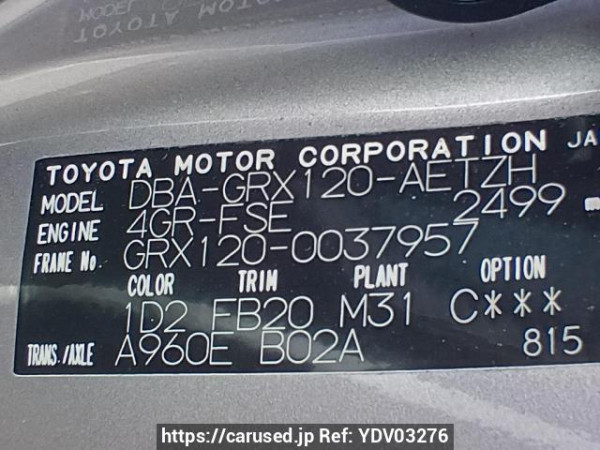 TOYOTA MOTOR CORPORATION JA
MODEL DBA-GRX120-AETZH
ENGINE 4GR-FSE 2499 m
FRAME No. GRX120-0037957
COLOR TRIM PLANT OPTION
1D2 FB20 M31 C***
TRANS./AXLE A960E B02A 815
https://carused.jp Ref: YDV03276